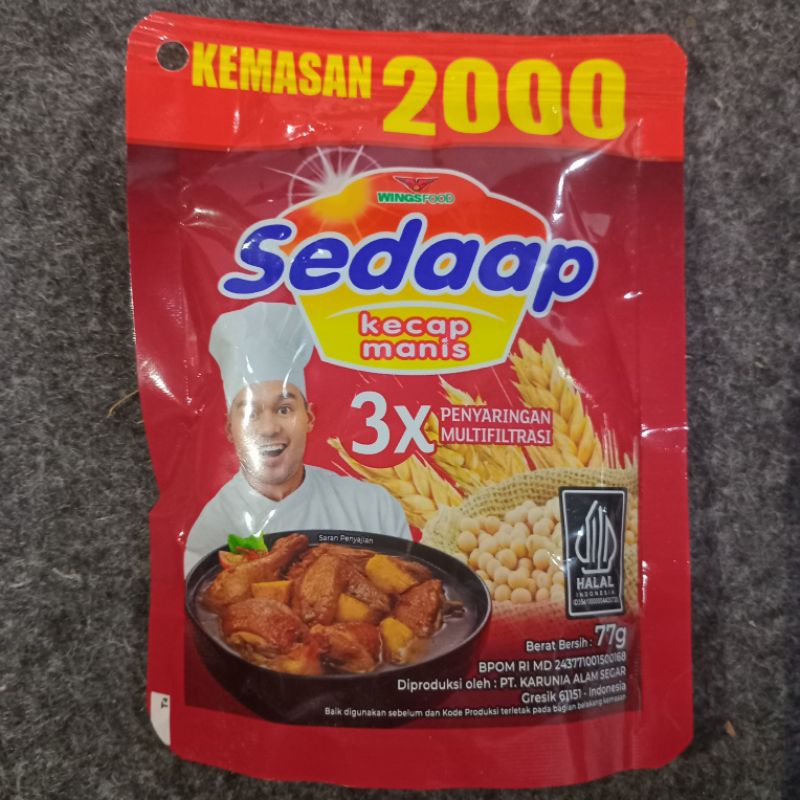 KEMASAN 2000
WINGSFOOD
Sedaap
kecap
manis
3x PENYARINGAN
MULTIFILTRASI
Saran Penyajian
HALAL
INDONESIA
Berat Bersih : 77g
BPOM RI MD 243771001500168
Diproduksi oleh : PT. KARUNIA ALAM SEGAR
Gresik 61151 - Indonesia
Baik digunakan sebelum dan Kode Produksi terletak pada bagian belakang kemasan